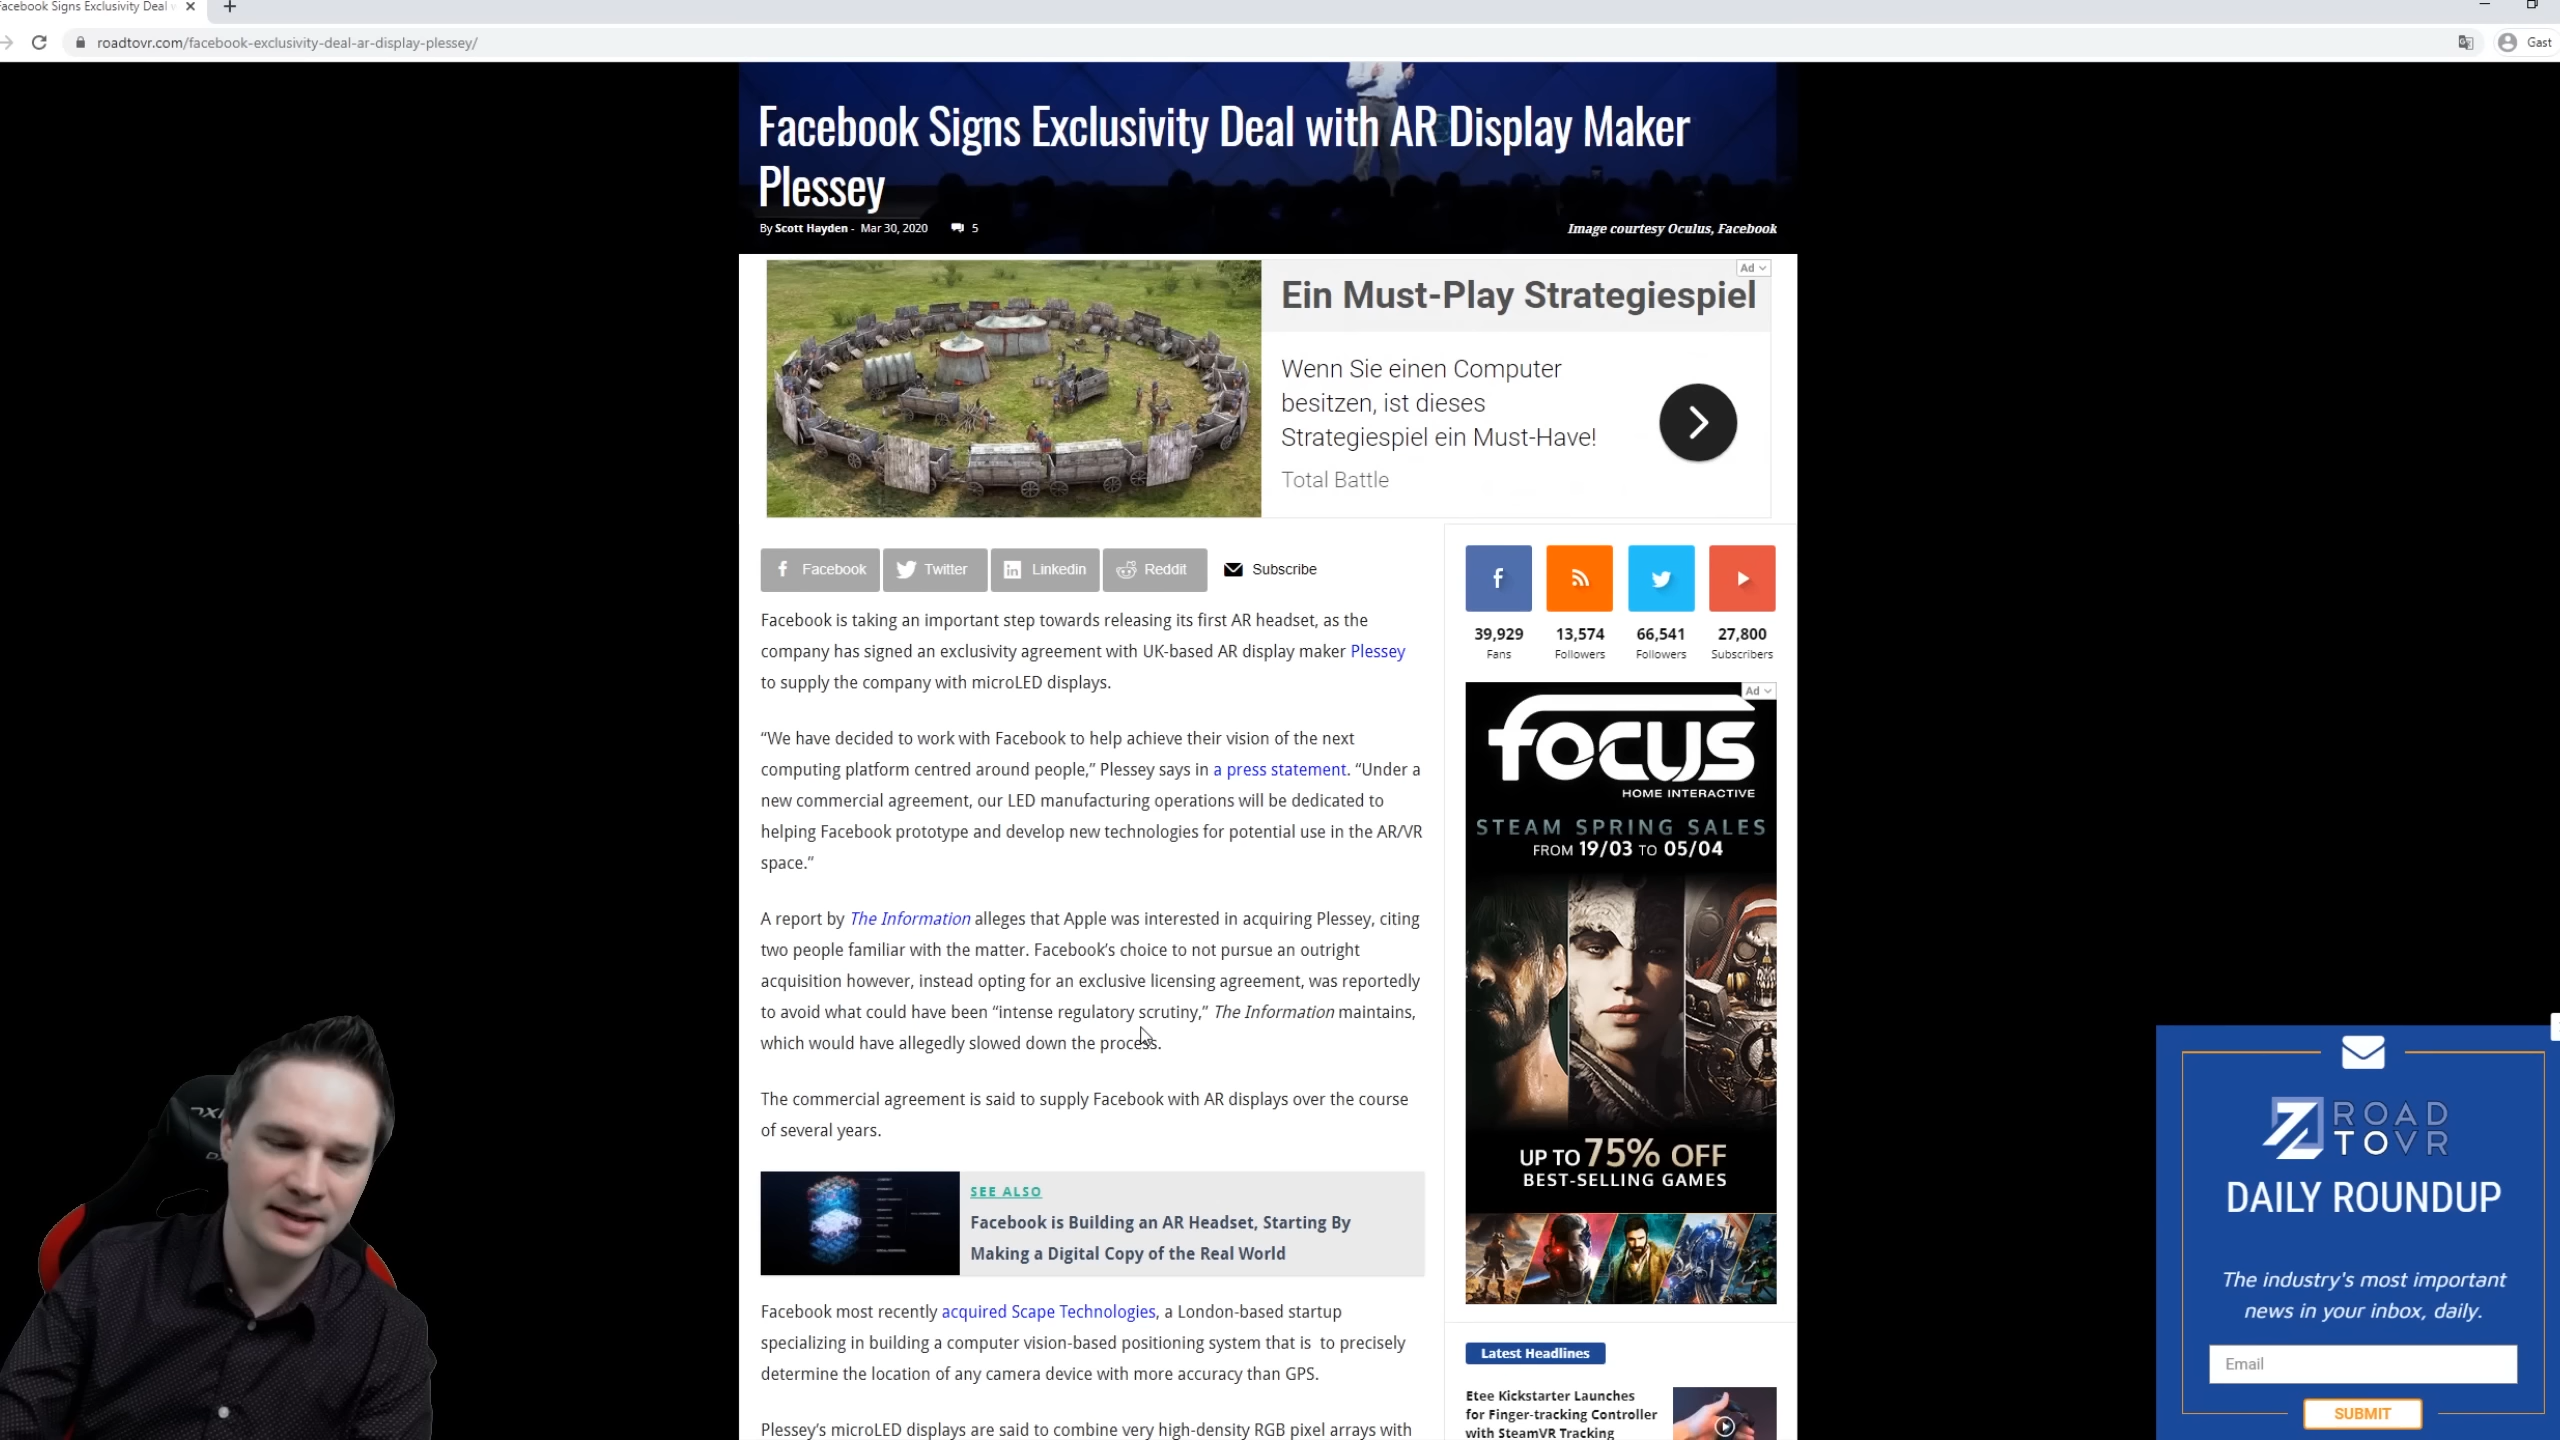 Facebook Signs Exclusivity Deal w
roadtovr.com/facebook-exclusivity-deal-ar-display-plessey/
Gast
Facebook Signs Exclusivity Deal with AR Display Maker
Plessey
By Scott Hayden - Mar 30, 2020 5
Image courtesy Oculus, Facebook
Ad
Ein Must-Play Strategiespiel
Wenn Sie einen Computer
besitzen, ist dieses
Strategiespiel ein Must-Have!
Total Battle
Facebook Twitter Linkedin Reddit Subscribe
Facebook is taking an important step towards releasing its first AR headset, as the
company has signed an exclusivity agreement with UK-based AR display maker Plessey
to supply the company with microLED displays.
“We have decided to work with Facebook to help achieve their vision of the next
computing platform centred around people,” Plessey says in a press statement. “Under a
new commercial agreement, our LED manufacturing operations will be dedicated to
helping Facebook prototype and develop new technologies for potential use in the AR/VR
space.”
A report by The Information alleges that Apple was interested in acquiring Plessey, citing
two people familiar with the matter. Facebook’s choice to not pursue an outright
acquisition however, instead opting for an exclusive licensing agreement, was reportedly
to avoid what could have been “intense regulatory scrutiny,” The Information maintains,
which would have allegedly slowed down the process.
The commercial agreement is said to supply Facebook with AR displays over the course
of several years.
SEE ALSO
Facebook is Building an AR Headset, Starting By
Making a Digital Copy of the Real World
Facebook most recently acquired Scape Technologies, a London-based startup
specializing in building a computer vision-based positioning system that is to precisely
determine the location of any camera device with more accuracy than GPS.
Plessey’s microLED displays are said to combine very high-density RGB pixel arrays with
39,929 13,574 66,541 27,800
Fans Followers Followers Subscribers
Ad
FOCUS
HOME INTERACTIVE
STEAM SPRING SALES
FROM 19/03 TO 05/04
UP TO 75% OFF
BEST-SELLING GAMES
Latest Headlines
Etee Kickstarter Launches
for Finger-tracking Controller
with SteamVR Tracking
ROAD
TOVR
DAILY ROUNDUP
The industry's most important
news in your inbox, daily.
Email
SUBMIT